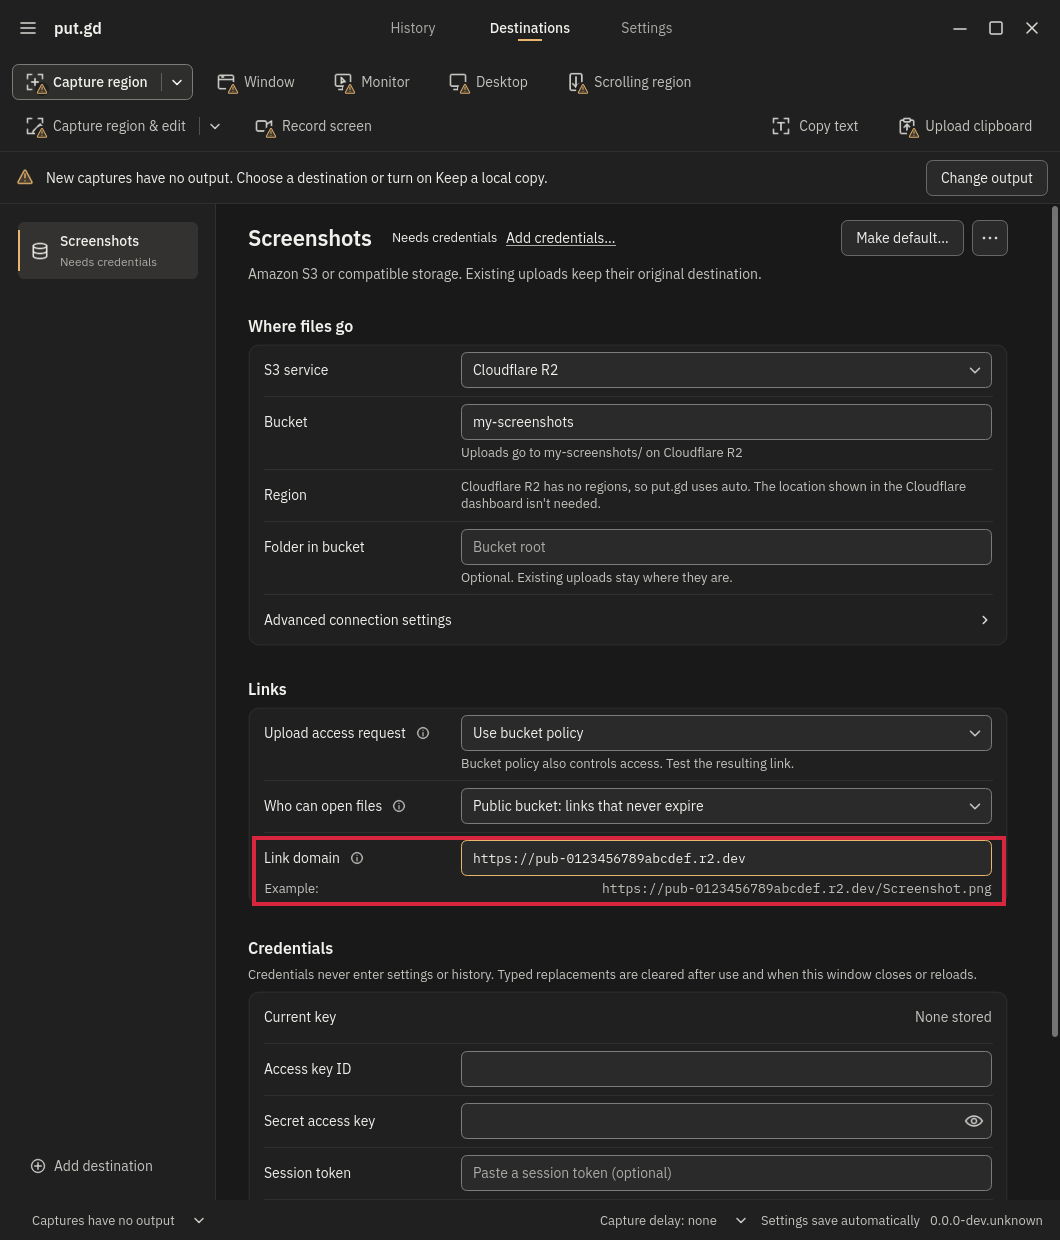 put.gd
History
Destinations
Settings
Capture region
Window
Monitor
Desktop
Scrolling region
Capture region & edit
Record screen
Copy text
Upload clipboard
New captures have no output. Choose a destination or turn on Keep a local copy.
Change output
Screenshots
Needs credentials
Screenshots
Needs credentials
Add credentials...
Make default...
Amazon S3 or compatible storage. Existing uploads keep their original destination.
Where files go
S3 service
Cloudflare R2
Bucket
my-screenshots
Uploads go to my-screenshots/ on Cloudflare R2
Region
Cloudflare R2 has no regions, so put.gd uses auto. The location shown in the Cloudflare
dashboard isn't needed.
Folder in bucket
Bucket root
Optional. Existing uploads stay where they are.
Advanced connection settings
Links
Upload access request
Use bucket policy
Bucket policy also controls access. Test the resulting link.
Who can open files
Public bucket: links that never expire
Link domain
https://pub-0123456789abcdef.r2.dev
Example:
https://pub-0123456789abcdef.r2.dev/Screenshot.png
Credentials
Credentials never enter settings or history. Typed replacements are cleared after use and when this window closes or reloads.
Current key
None stored
Access key ID
Secret access key
Session token
Paste a session token (optional)
Add destination
Captures have no output
Capture delay: none
Settings save automatically
0.0.0-dev.unknown